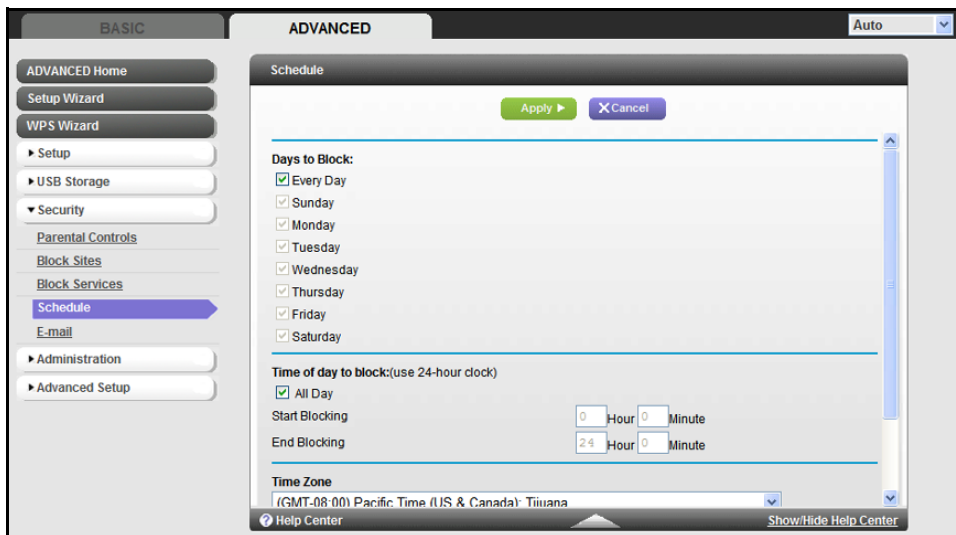 BASIC
ADVANCED
Auto
ADVANCED Home
Setup Wizard
WPS Wizard
Setup
USB Storage
Security
Parental Controls
Block Sites
Block Services
Schedule
E-mail
Administration
Advanced Setup
Schedule
Apply
Cancel
Days to Block:
Every Day
Sunday
Monday
Tuesday
Wednesday
Thursday
Friday
Saturday
Time of day to block:(use 24-hour clock)
All Day
Start Blocking 0 Hour 0 Minute
End Blocking 24 Hour 0 Minute
Time Zone
(GMT-08:00) Pacific Time (US & Canada); Tijuana
Help Center
Show/Hide Help Center